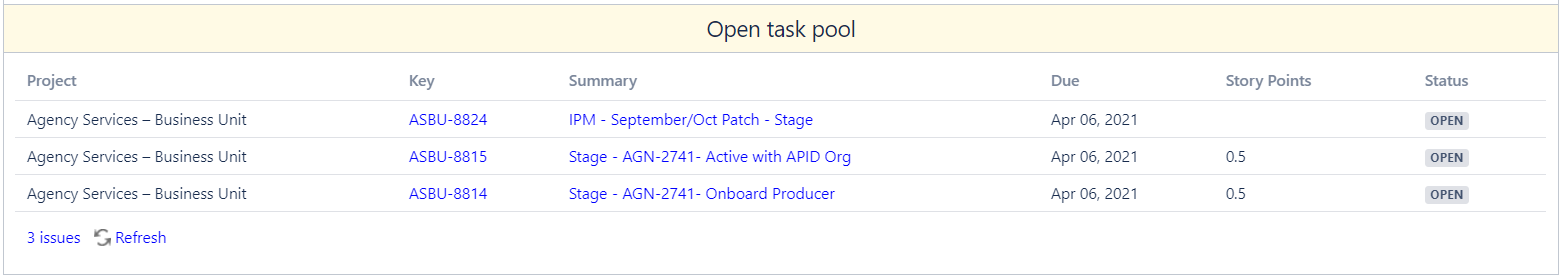 Open task pool
Project Key Summary Due Story Points Status
Agency Services – Business Unit ASBU-8824 IPM - September/Oct Patch - Stage Apr 06, 2021 OPEN
Agency Services – Business Unit ASBU-8815 Stage - AGN-2741- Active with APID Org Apr 06, 2021 0.5 OPEN
Agency Services – Business Unit ASBU-8814 Stage - AGN-2741- Onboard Producer Apr 06, 2021 0.5 OPEN
3 issues Refresh